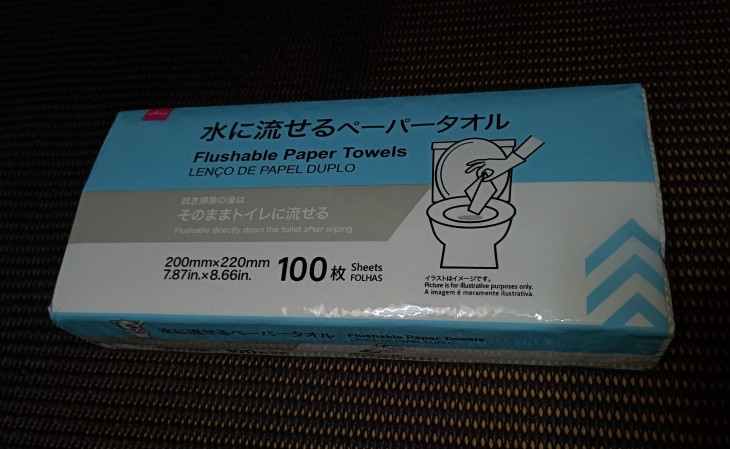 水に流せるペーパータオル
Flushable Paper Towels
LENÇO DE PAPEL DUPLO
拭き掃除の後は
そのままトイレに流せる
Flushable directly down the toilet after wiping
200mm×220mm
7.87in.×8.66in.
100枚 Sheets
FOLHAS
イラストはイメージです。
Picture is for illustrative purposes only.
A imagem é meramente ilustrativa.
水に流せるペーパータオル Flushable Paper Towels
LENÇO DE PAPEL DUPLO